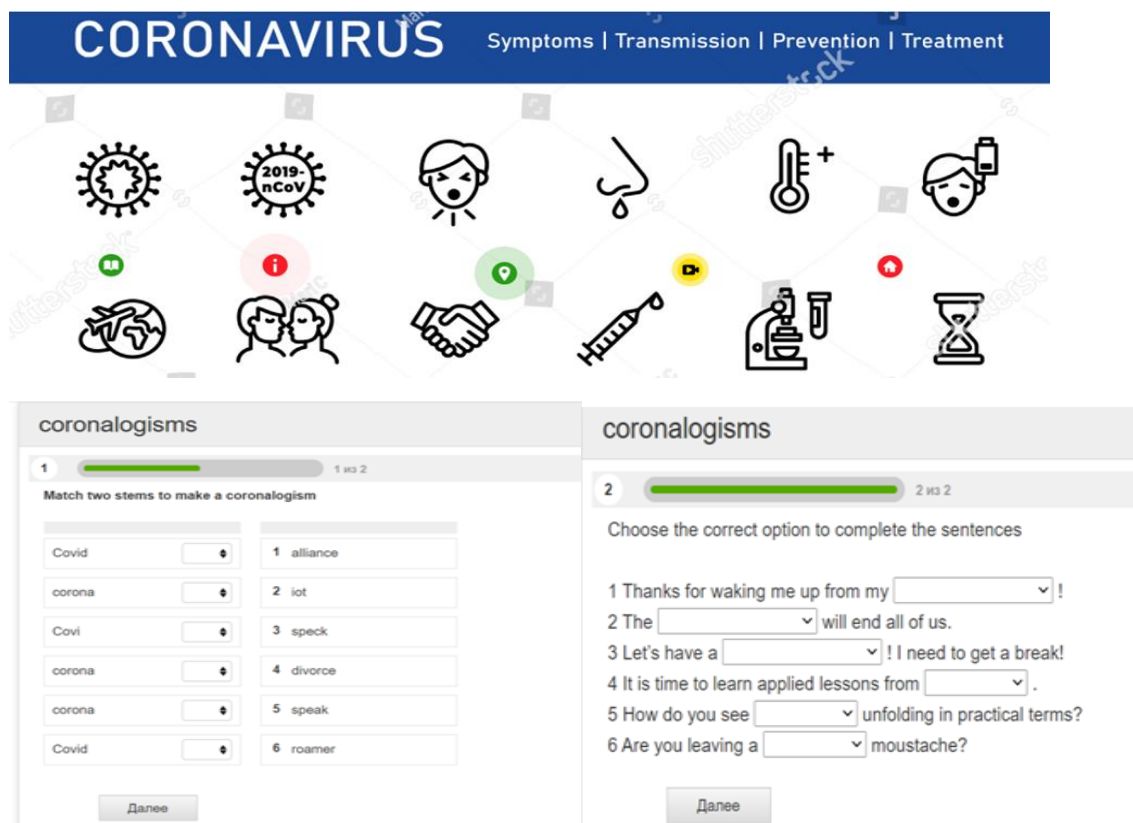 CORONAVIRUS
Symptoms | Transmission | Prevention | Treatment
2019-
nCoV
shutterstock
shutterstock
coronalogisms
1
1 из 2
Match two stems to make a coronalogism
Covid
1 alliance
corona
2 iot
Covi
3 speck
corona
4 divorce
corona
5 speak
Covid
6 roamer
Далее
coronalogisms
2
2 из 2
Choose the correct option to complete the sentences
1 Thanks for waking me up from my !
2 The will end all of us.
3 Let's have a ! I need to get a break!
4 It is time to learn applied lessons from .
5 How do you see unfolding in practical terms?
6 Are you leaving a moustache?
Далее